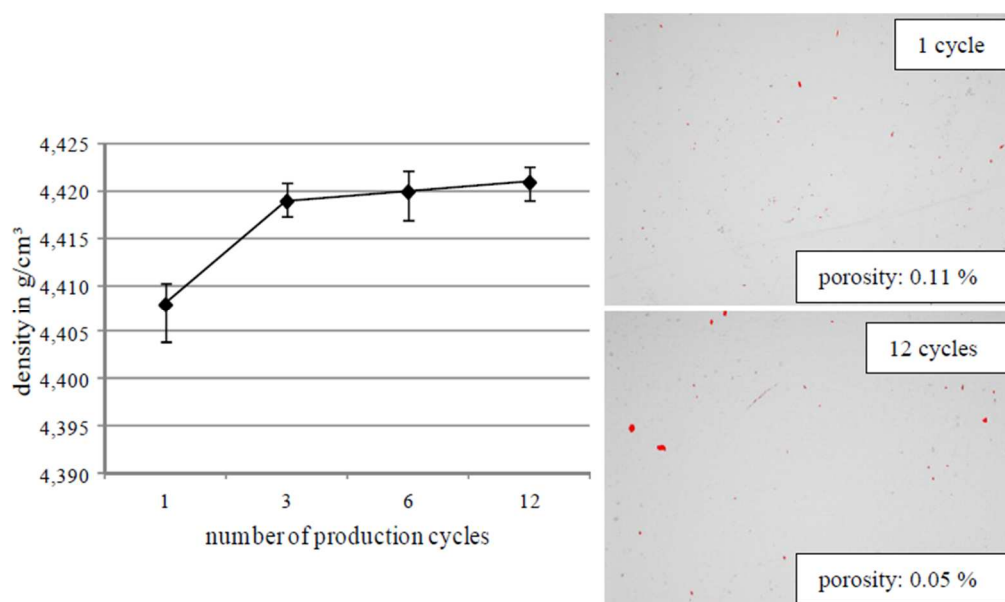 4,425
4,420
4,415
4,410
4,405
4,400
4,395
4,390
density in g/cm³
1 3 6 12
number of production cycles
1 cycle
porosity: 0.11 %
12 cycles
porosity: 0.05 %